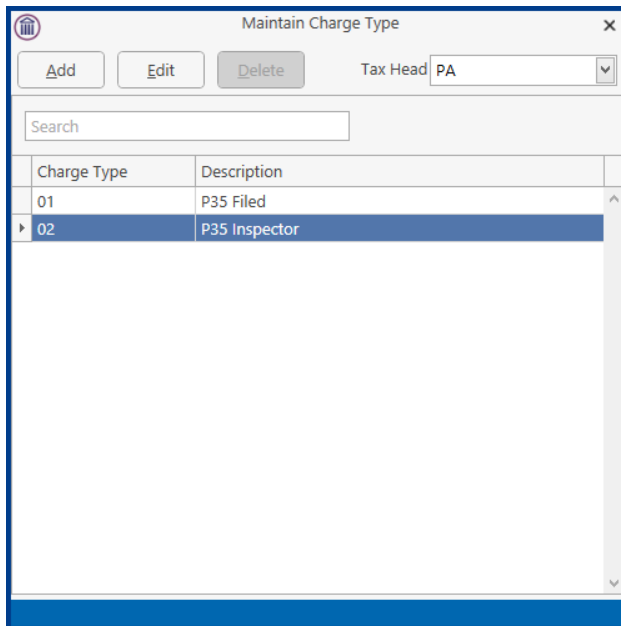 Maintain Charge Type
Add Edit Delete Tax Head PA
Search
Charge Type Description
01 P35 Filed
02 P35 Inspector